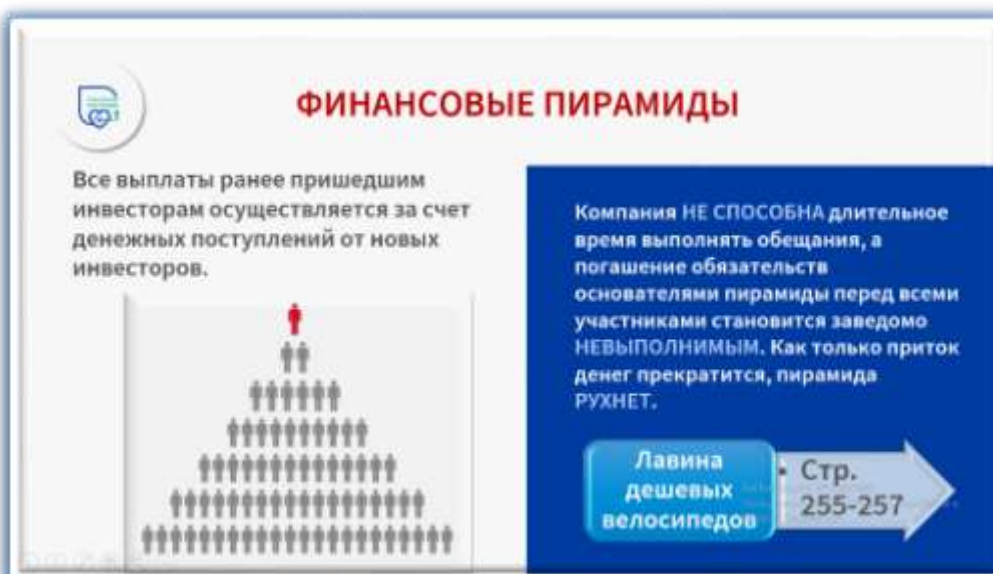 ФИНАНСОВЫЕ ПИРАМИДЫ
Все выплаты ранее пришедшим
инвесторам осуществляется за счет
денежных поступлений от новых
инвесторов.
Компания НЕ СПОСОБНА длительное
время выполнять обещания, а
погашение обязательств
основателями пирамиды перед всеми
участниками становится заведомо
НЕВЫПОЛНИМЫМ. Как только приток
денег прекратится, пирамида
РУХНЕТ.
Лавина
дешевых
велосипедов
• Стр.
255-257